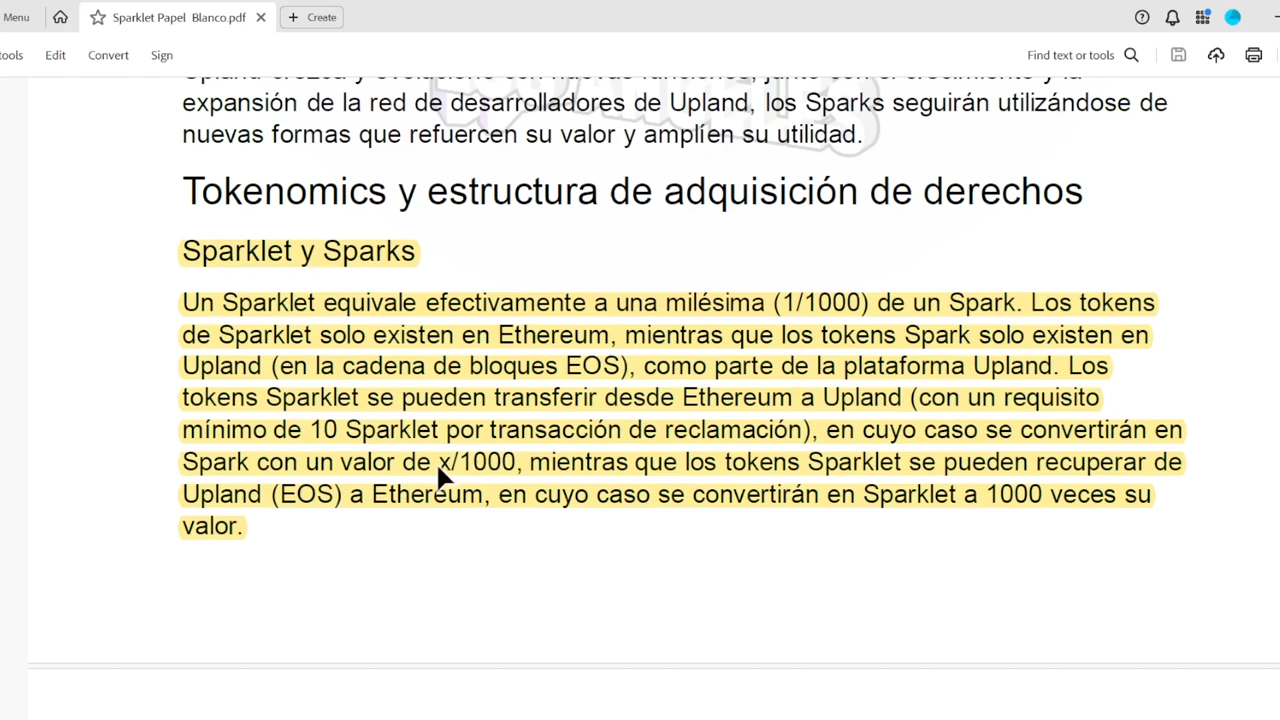 Menu
Sparklet Papel Blanco.pdf
Create
tools
Edit
Convert
Sign
Find text or tools
expansión de la red de desarrolladores de Upland, los Sparks seguirán utilizándose de
nuevas formas que refuercen su valor y amplíen su utilidad.
Tokenomics y estructura de adquisición de derechos
Sparklet y Sparks
Un Sparklet equivale efectivamente a una milésima (1/1000) de un Spark. Los tokens
de Sparklet solo existen en Ethereum, mientras que los tokens Spark solo existen en
Upland (en la cadena de bloques EOS), como parte de la plataforma Upland. Los
tokens Sparklet se pueden transferir desde Ethereum a Upland (con un requisito
mínimo de 10 Sparklet por transacción de reclamación), en cuyo caso se convertirán en
Spark con un valor de x/1000, mientras que los tokens Sparklet se pueden recuperar de
Upland (EOS) a Ethereum, en cuyo caso se convertirán en Sparklet a 1000 veces su
valor.